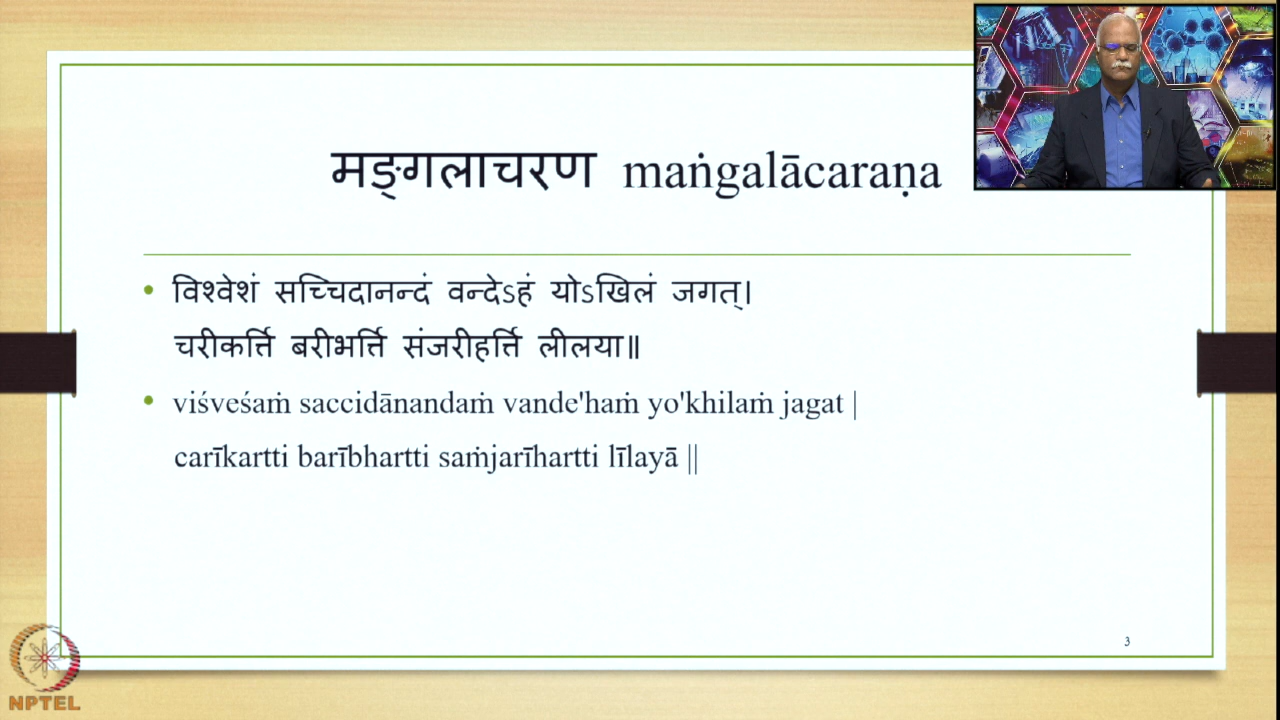 मङ्गलाचरण maṅgalācaraṇa
• विश्वेशं सच्चिदानन्दं वन्देऽहं योऽखिलं जगत्।
चरीकर्त्ति बरीभर्त्ति संजरीहर्त्ति लीलया॥
• viśveśaṁ saccidānandaṁ vande'haṁ yo'khilaṁ jagat |
carīkartti barībhartti saṁjarīhartti līlayā ||
3
NPTEL